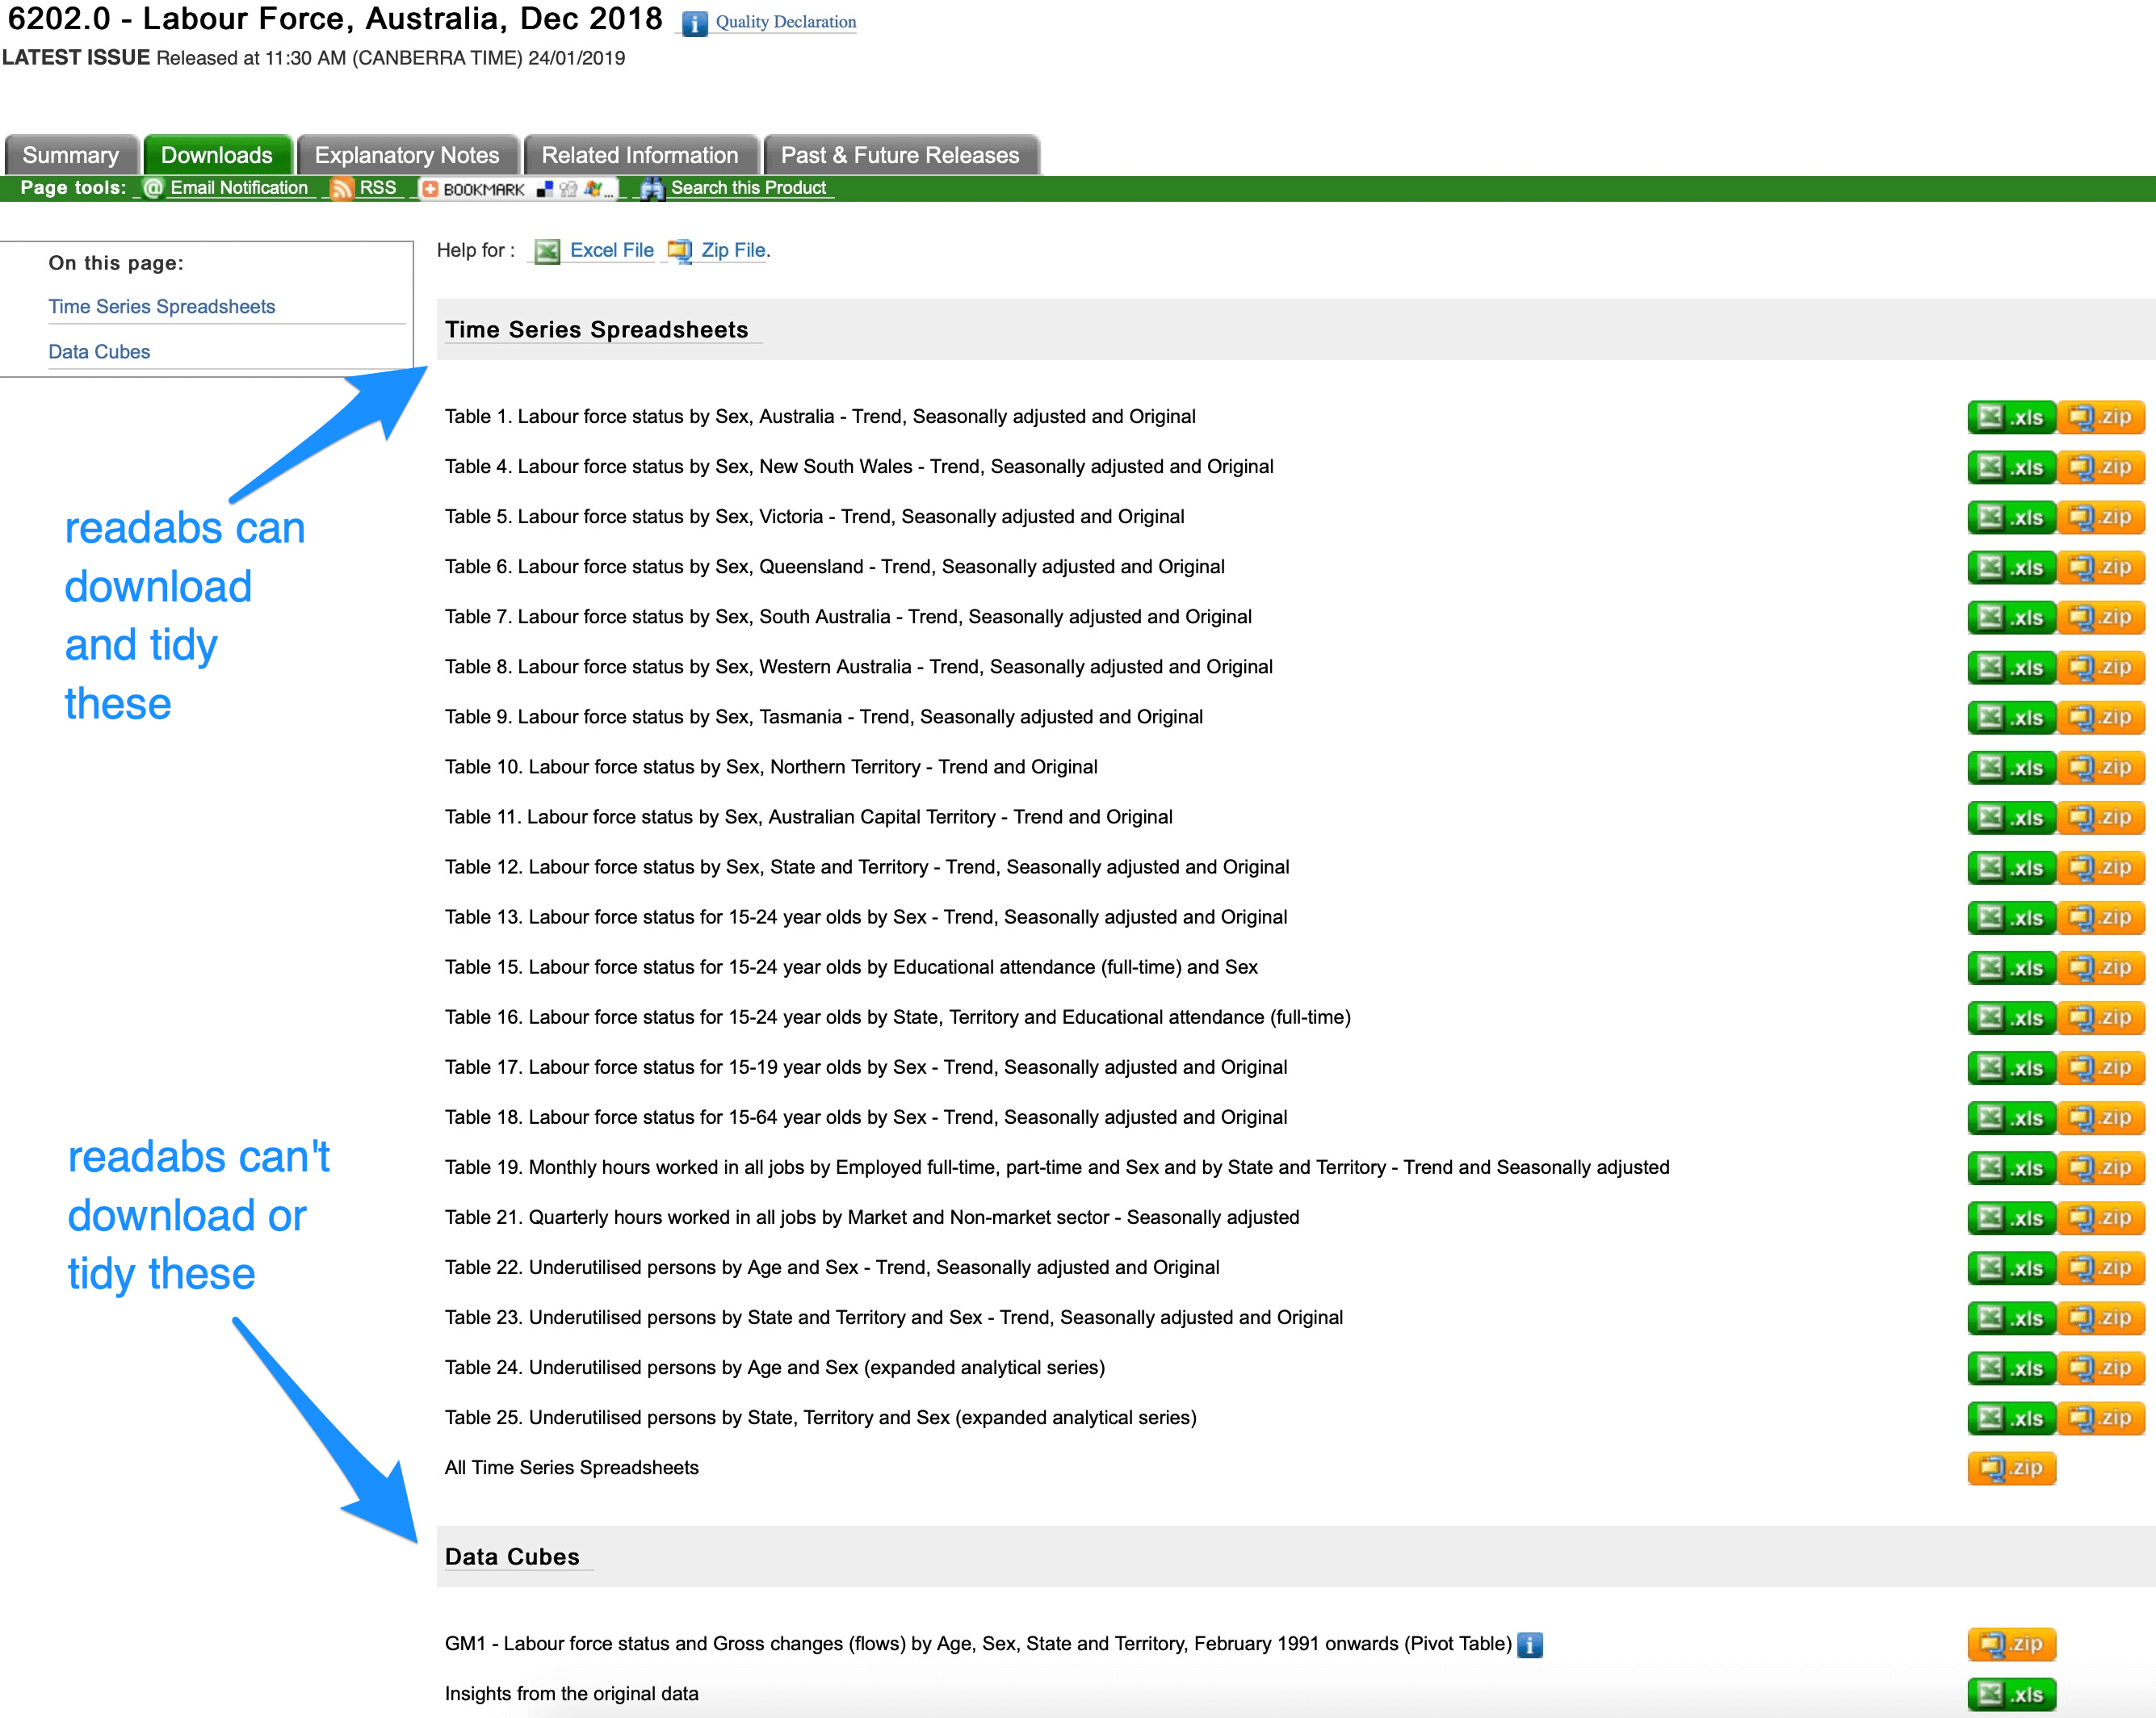 6202.0 - Labour Force, Australia, Dec 2018 Quality Declaration
LATEST ISSUE Released at 11:30 AM (CANBERRA TIME) 24/01/2019
Summary Downloads Explanatory Notes Related Information Past & Future Releases
Page tools: Email Notification RSS BOOKMARK ... Search this Product
On this page:
Time Series Spreadsheets
Data Cubes
Help for : Excel File Zip File.
Time Series Spreadsheets
readabs can
download
and tidy
these
Table 1. Labour force status by Sex, Australia - Trend, Seasonally adjusted and Original .xls .zip
Table 4. Labour force status by Sex, New South Wales - Trend, Seasonally adjusted and Original .xls .zip
Table 5. Labour force status by Sex, Victoria - Trend, Seasonally adjusted and Original .xls .zip
Table 6. Labour force status by Sex, Queensland - Trend, Seasonally adjusted and Original .xls .zip
Table 7. Labour force status by Sex, South Australia - Trend, Seasonally adjusted and Original .xls .zip
Table 8. Labour force status by Sex, Western Australia - Trend, Seasonally adjusted and Original .xls .zip
Table 9. Labour force status by Sex, Tasmania - Trend, Seasonally adjusted and Original .xls .zip
Table 10. Labour force status by Sex, Northern Territory - Trend and Original .xls .zip
Table 11. Labour force status by Sex, Australian Capital Territory - Trend and Original .xls .zip
Table 12. Labour force status by Sex, State and Territory - Trend, Seasonally adjusted and Original .xls .zip
Table 13. Labour force status for 15-24 year olds by Sex - Trend, Seasonally adjusted and Original .xls .zip
Table 15. Labour force status for 15-24 year olds by Educational attendance (full-time) and Sex .xls .zip
Table 16. Labour force status for 15-24 year olds by State, Territory and Educational attendance (full-time) .xls .zip
Table 17. Labour force status for 15-19 year olds by Sex - Trend, Seasonally adjusted and Original .xls .zip
Table 18. Labour force status for 15-64 year olds by Sex - Trend, Seasonally adjusted and Original .xls .zip
Table 19. Monthly hours worked in all jobs by Employed full-time, part-time and Sex and by State and Territory - Trend and Seasonally adjusted .xls .zip
Table 21. Quarterly hours worked in all jobs by Market and Non-market sector - Seasonally adjusted .xls .zip
Table 22. Underutilised persons by Age and Sex - Trend, Seasonally adjusted and Original .xls .zip
Table 23. Underutilised persons by State and Territory and Sex - Trend, Seasonally adjusted and Original .xls .zip
Table 24. Underutilised persons by Age and Sex (expanded analytical series) .xls .zip
Table 25. Underutilised persons by State, Territory and Sex (expanded analytical series) .xls .zip
All Time Series Spreadsheets .zip
readabs can't
download or
tidy these
Data Cubes
GM1 - Labour force status and Gross changes (flows) by Age, Sex, State and Territory, February 1991 onwards (Pivot Table) .zip
Insights from the original data .xls